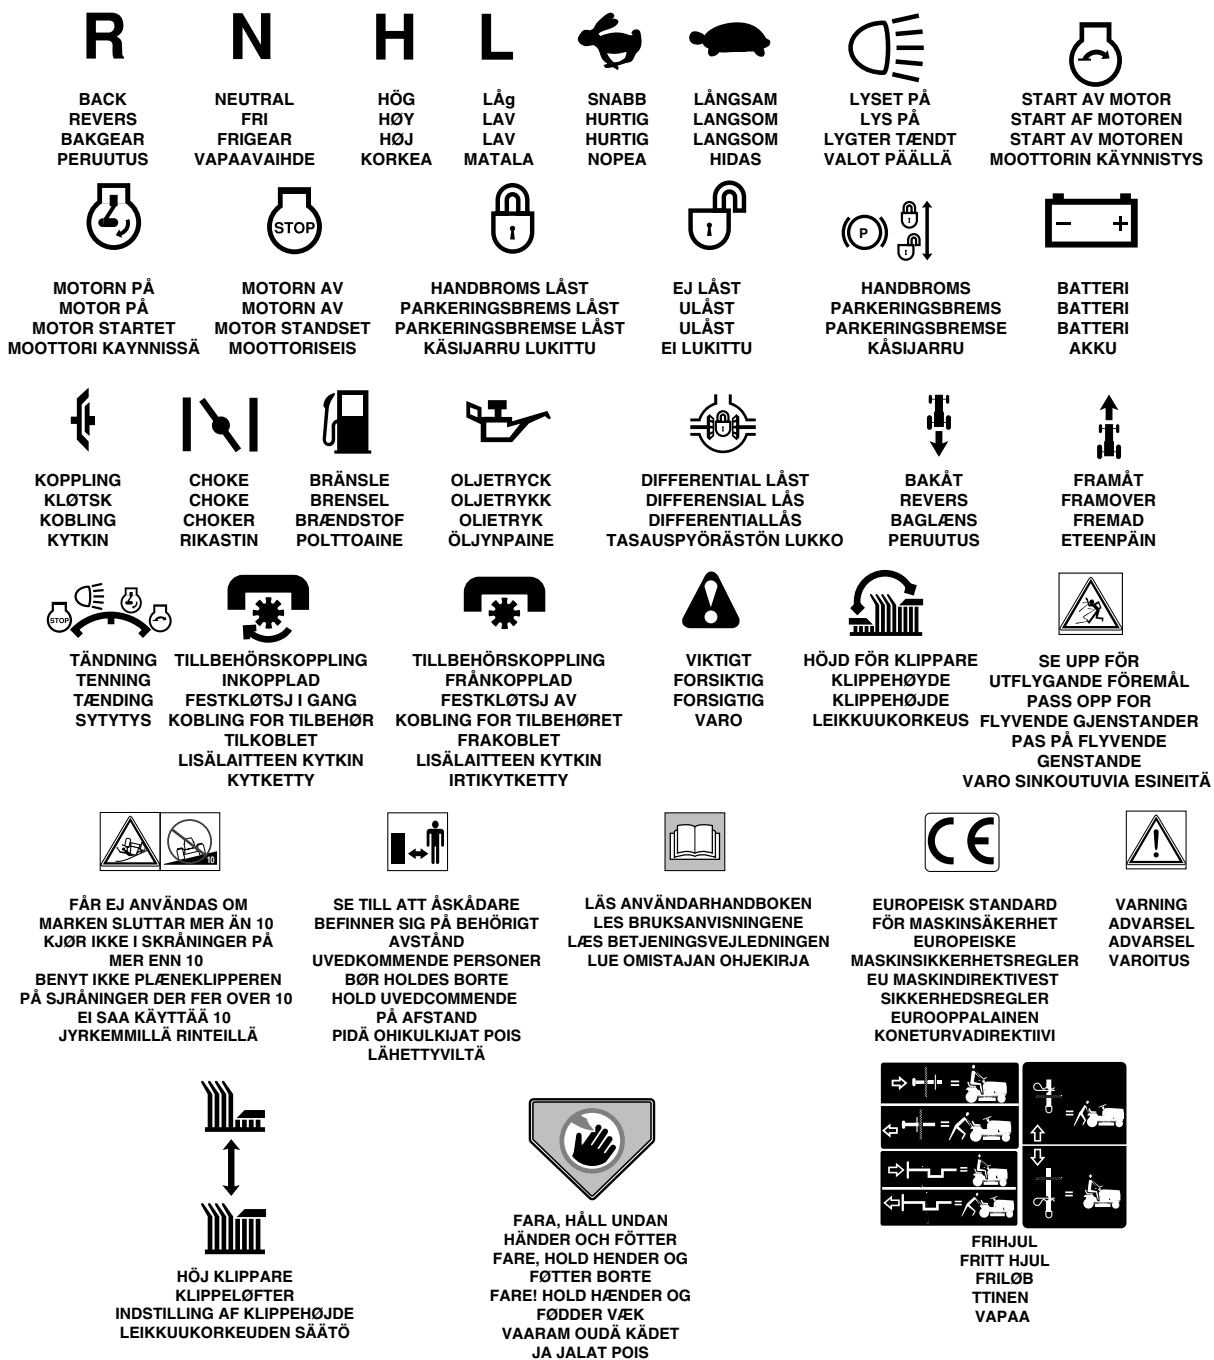 R
BACK
REVERS
BAKGEAR
PERUUTUS
N
NEUTRAL
FRI
FRIGEAR
VAPAAVAIHDE
H
HÖG
HØY
HØJ
KORKEA
L
LÅg
LAV
LAV
MATALA
SNABB
HURTIG
HURTIG
NOPEA
LÅNGSAM
LANGSOM
LANGSOM
HIDAS
LYSET PÅ
LYS PÅ
LYGTER TÆNDT
VALOT PÄÄLLÄ
START AV MOTOR
START AF MOTOREN
START AV MOTOREN
MOOTTORIN KÄYNNISTYS
MOTORN PÅ
MOTOR PÅ
MOTOR STARTET
MOOTTORI KAYNNISSÄ
STOP
MOTORN AV
MOTORN AV
MOTOR STANDSET
MOOTTORISEIS
HANDBROMS LÅST
PARKERINGSBREMS LÅST
PARKERINGSBREMSE LÅST
KÄSIJARRU LUKITTU
EJ LÅST
ULÅST
ULÅST
EI LUKITTU
P
HANDBROMS
PARKERINGSBREMS
PARKERINGSBREMSE
KÅSIJARRU
− +
BATTERI
BATTERI
BATTERI
AKKU
KOPPLING
KLØTSK
KOBLING
KYTKIN
CHOKE
CHOKE
CHOKER
RIKASTIN
BRÄNSLE
BRENSEL
BRÆNDSTOF
POLTTOAINE
OLJETRYCK
OLJETRYKK
OLIETRYK
ÖLJYNPAINE
DIFFERENTIAL LÅST
DIFFERENSIAL LÅS
DIFFERENTIALLÅS
TASAUSPYÖRÄSTÖN LUKKO
BAKÅT
REVERS
BAGLÆNS
PERUUTUS
FRAMÅT
FRAMOVER
FREMAD
ETEENPÄIN
STOP
TÄNDNING
TENNING
TÆNDING
SYTYTYS
TILLBEHÖRSKOPPLING
INKOPPLAD
FESTKLØTSJ I GANG
KOBLING FOR TILBEHØR
TILKOBLET
LISÄLAITTEEN KYTKIN
KYTKETTY
TILLBEHÖRSKOPPLING
FRÅNKOPPLAD
FESTKLØTSJ AV
KOBLING FOR TILBEHØRET
FRAKOBLET
LISÄLAITTEEN KYTKIN
IRTIKYTKETTY
VIKTIGT
FORSIKTIG
FORSIGTIG
VARO
HÖJD FÖR KLIPPARE
KLIPPEHØYDE
KLIPPEHØJDE
LEIKKUUKORKEUS
SE UPP FÖR
UTFLYGANDE FÖREMÅL
PASS OPP FOR
FLYVENDE GJENSTANDER
PAS PÅ FLYVENDE
GENSTANDE
VARO SINKOUTUVIA ESINEITÄ
10
FÅR EJ ANVÄNDAS OM
MARKEN SLUTTAR MER ÄN 10
KJØR IKKE I SKRÅNINGER PÅ
MER ENN 10
BENYT IKKE PLÆNEKLIPPEREN
PÅ SJRÅNINGER DER FER OVER 10
EI SAA KÄYTTÄÄ 10
JYRKEMMILLÄ RINTEILLÄ
SE TILL ATT ÅSKÅDARE
BEFINNER SIG PÅ BEHÖRIGT
AVSTÅND
UVEDKOMMENDE PERSONER
BØR HOLDES BORTE
HOLD UVEDCOMMENDE
PÅ AFSTAND
PIDÄ OHIKULKIJAT POIS
LÄHETTYVILTÄ
LÄS ANVÄNDARHANDBOKEN
LES BRUKSANVISNINGENE
LÆS BETJENINGSVEJLEDNINGEN
LUE OMISTAJAN OHJEKIRJA
CE
EUROPEISK STANDARD
FÖR MASKINSÄKERHET
EUROPEISKE
MASKINSIKKERHETSREGLER
EU MASKINDIREKTIVEST
SIKKERHEDSREGLER
EUROOPPALAINEN
KONETURVADIREKTIIVI
!
VARNING
ADVARSEL
ADVARSEL
VAROITUS
HÖJ KLIPPARE
KLIPPELØFTER
INDSTILLING AF KLIPPEHØJDE
LEIKKUUKORKEUDEN SÄÄTÖ
FARA, HÅLL UNDAN
HÄNDER OCH FÖTTER
FARE, HOLD HENDER OG
FØTTER BORTE
FARE! HOLD HÆNDER OG
FØDDER VÆK
VAARAM OUDÄ KÄDET
JA JALAT POIS
FRIHJUL
FRITT HJUL
FRILØB
TTINEN
VAPAA